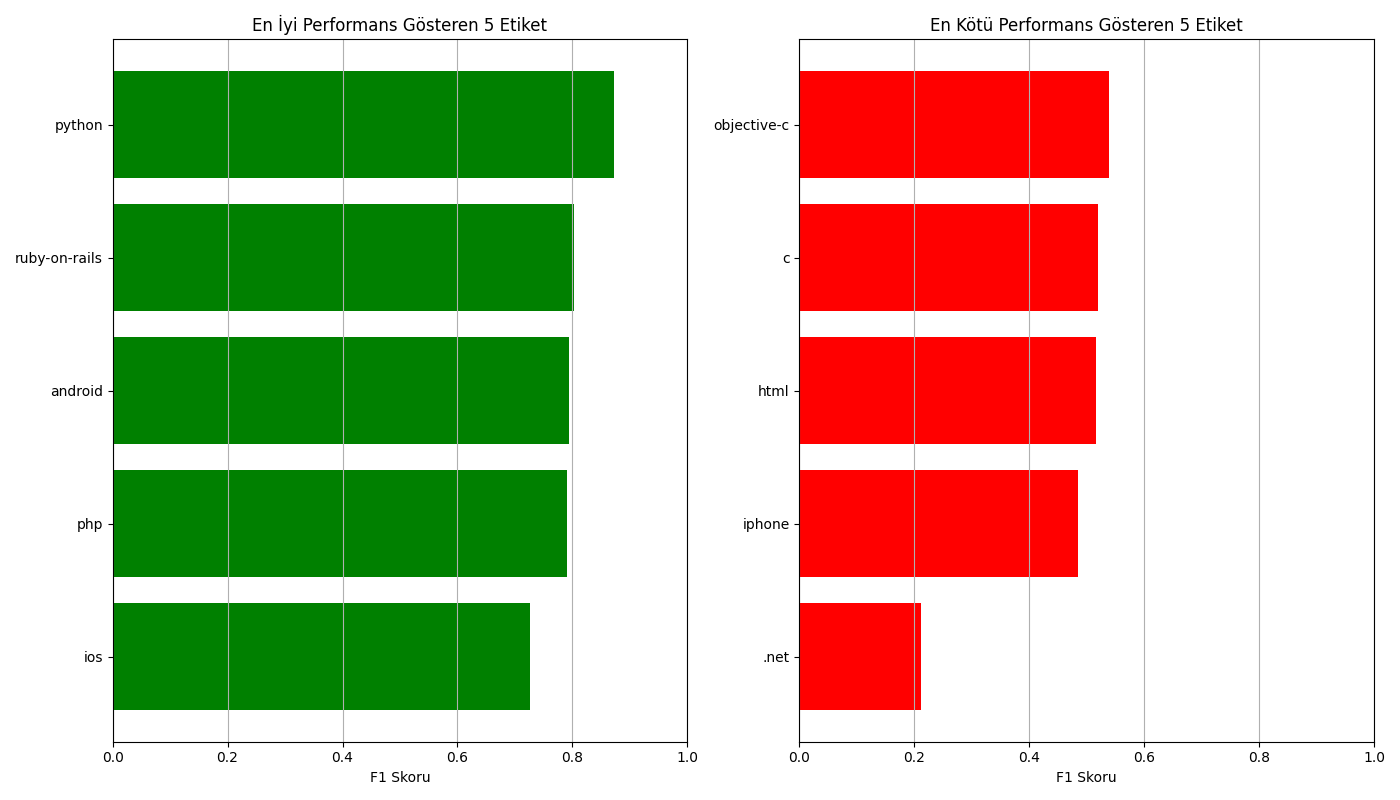 En İyi Performans Gösteren 5 Etiket
python
ruby-on-rails
android
php
ios
0.0 0.2 0.4 0.6 0.8 1.0
F1 Skoru
En Kötü Performans Gösteren 5 Etiket
objective-c
c
html
iphone
.net
0.0 0.2 0.4 0.6 0.8 1.0
F1 Skoru